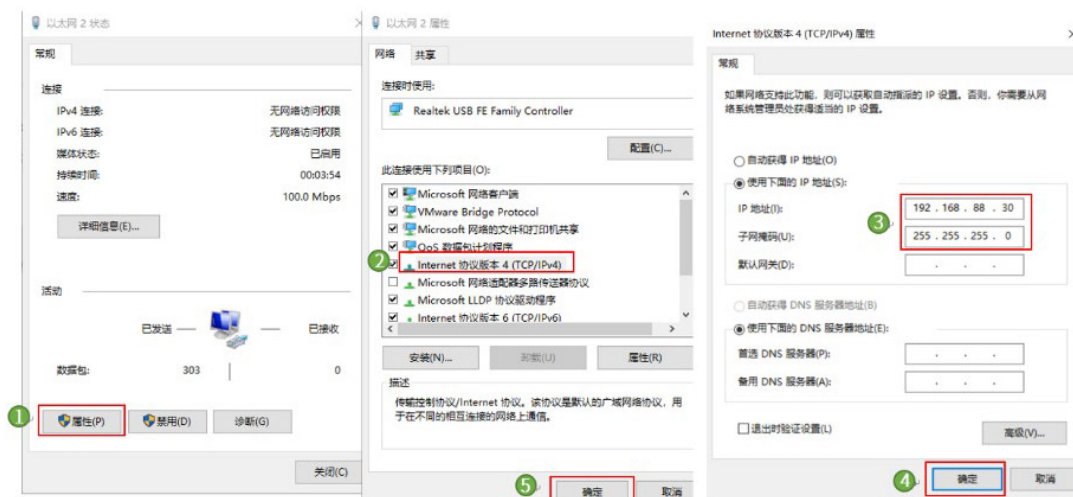 以太网 2 状态
常规
连接
IPv4 连接: 无网络访问权限
IPv6 连接: 无网络访问权限
媒体状态: 已启用
持续时间: 00:03:54
速度: 100.0 Mbps
详细信息(E)...
活动
已发送 — — 已接收
数据包: 303 0
1
属性(P) 禁用(D) 诊断(G)
关闭(C)
以太网 2 属性
网络 共享
连接时使用:
Realtek USB FE Family Controller
配置(C)...
此连接使用下列项目(O):
Microsoft 网络客户端
VMware Bridge Protocol
Microsoft 网络的文件和打印机共享
QoS 数据包计划程序
2 Internet 协议版本 4 (TCP/IPv4)
Microsoft 网络适配器多路传送器协议
Microsoft LLDP 协议驱动程序
Internet 协议版本 6 (TCP/IPv6)
安装(N)... 卸载(U) 属性(R)
描述
传输控制协议/Internet 协议。该协议是默认的广域网络协议，用
于在不同的相互连接的网络上通信。
5 确定 取消
Internet 协议版本 4 (TCP/IPv4) 属性
常规
如果网络支持此功能，则可以获取自动指派的 IP 设置。否则，你需要从网
络系统管理员处获得适当的 IP 设置。
自动获得 IP 地址(O)
使用下面的 IP 地址(S):
IP 地址(I): 192 . 168 . 88 . 30
3
子网掩码(U): 255 . 255 . 255 . 0
默认网关(D): . . .
自动获得 DNS 服务器地址(B)
使用下面的 DNS 服务器地址(E):
首选 DNS 服务器(P): . . .
备用 DNS 服务器(A): . . .
退出时验证设置(L)
高级(V)...
4 确定 取消